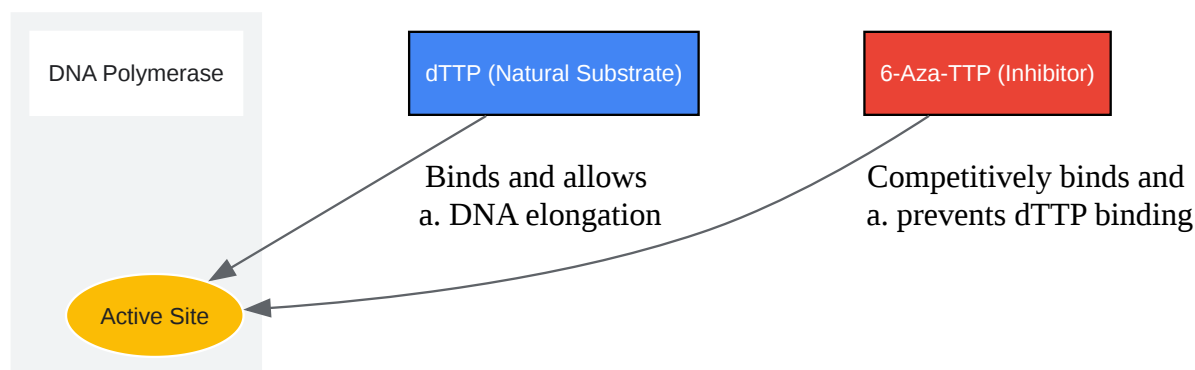 DNA Polymerase
dTTP (Natural Substrate)
6-Aza-TTP (Inhibitor)
Binds and allows
a. DNA elongation
Competitively binds and
a. prevents dTTP binding
Active Site